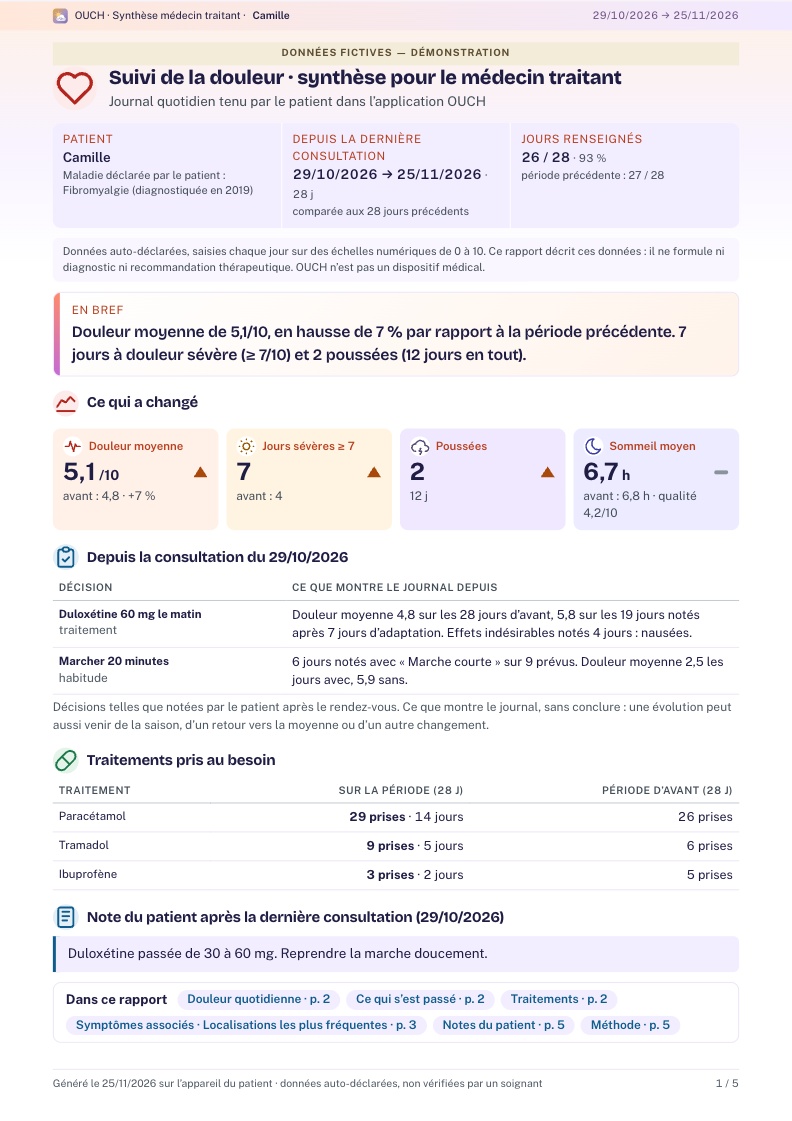 OUCH · Synthèse médecin traitant · Camille
29/10/2026 → 25/11/2026
DONNÉES FICTIVES — DÉMONSTRATION
Suivi de la douleur · synthèse pour le médecin traitant
Journal quotidien tenu par le patient dans l’application OUCH
PATIENT
Camille
Maladie déclarée par le patient :
Fibromyalgie (diagnostiquée en 2019)
DEPUIS LA DERNIÈRE
CONSULTATION
29/10/2026 → 25/11/2026 ·
28 j
comparée aux 28 jours précédents
JOURS RENSEIGNÉS
26 / 28 · 93 %
période précédente : 27 / 28
Données auto-déclarées, saisies chaque jour sur des échelles numériques de 0 à 10. Ce rapport décrit ces données : il ne formule ni
diagnostic ni recommandation thérapeutique. OUCH n’est pas un dispositif médical.
EN BREF
Douleur moyenne de 5,1/10, en hausse de 7 % par rapport à la période précédente. 7
jours à douleur sévère (≥ 7/10) et 2 poussées (12 jours en tout).
Ce qui a changé
Douleur moyenne
5,1 /10
avant : 4,8 · +7 %
Jours sévères ≥ 7
7
avant : 4
Poussées
2
12 j
Sommeil moyen
6,7 h
avant : 6,8 h · qualité
4,2/10
Depuis la consultation du 29/10/2026
DÉCISION
CE QUE MONTRE LE JOURNAL DEPUIS
Duloxétine 60 mg le matin
traitement
Douleur moyenne 4,8 sur les 28 jours d’avant, 5,8 sur les 19 jours notés
après 7 jours d’adaptation. Effets indésirables notés 4 jours : nausées.
Marcher 20 minutes
habitude
6 jours notés avec « Marche courte » sur 9 prévus. Douleur moyenne 2,5 les
jours avec, 5,9 sans.
Décisions telles que notées par le patient après le rendez-vous. Ce que montre le journal, sans conclure : une évolution peut
aussi venir de la saison, d’un retour vers la moyenne ou d’un autre changement.
Traitements pris au besoin
TRAITEMENT
SUR LA PÉRIODE (28 J)
PÉRIODE D’AVANT (28 J)
Paracétamol
29 prises · 14 jours
26 prises
Tramadol
9 prises · 5 jours
6 prises
Ibuprofène
3 prises · 2 jours
5 prises
Note du patient après la dernière consultation (29/10/2026)
Duloxétine passée de 30 à 60 mg. Reprendre la marche doucement.
Dans ce rapport
Douleur quotidienne · p. 2
Ce qui s’est passé · p. 2
Traitements · p. 2
Symptômes associés · Localisations les plus fréquentes · p. 3
Notes du patient · p. 5
Méthode · p. 5
Généré le 25/11/2026 sur l’appareil du patient · données auto-déclarées, non vérifiées par un soignant
1 / 5